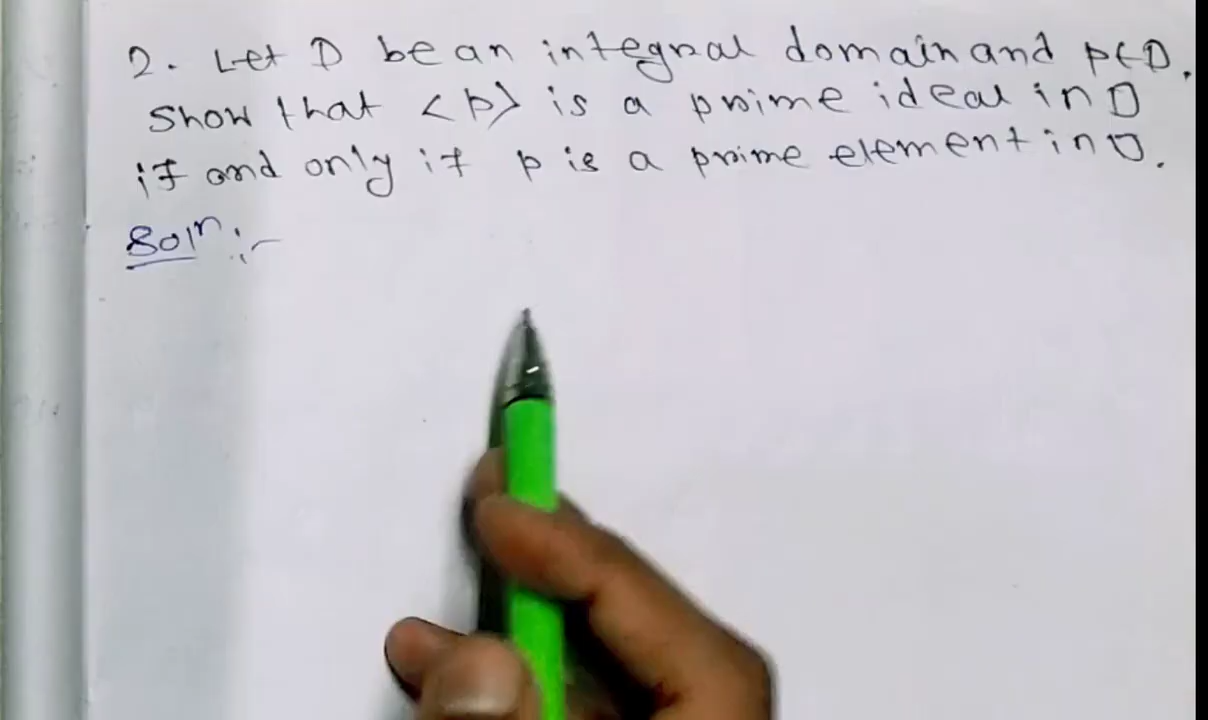 2. Let D be an integral domain and p∈D.
Show that <p> is a prime ideal in D
if and only if p is a prime element in D.
Soln:-